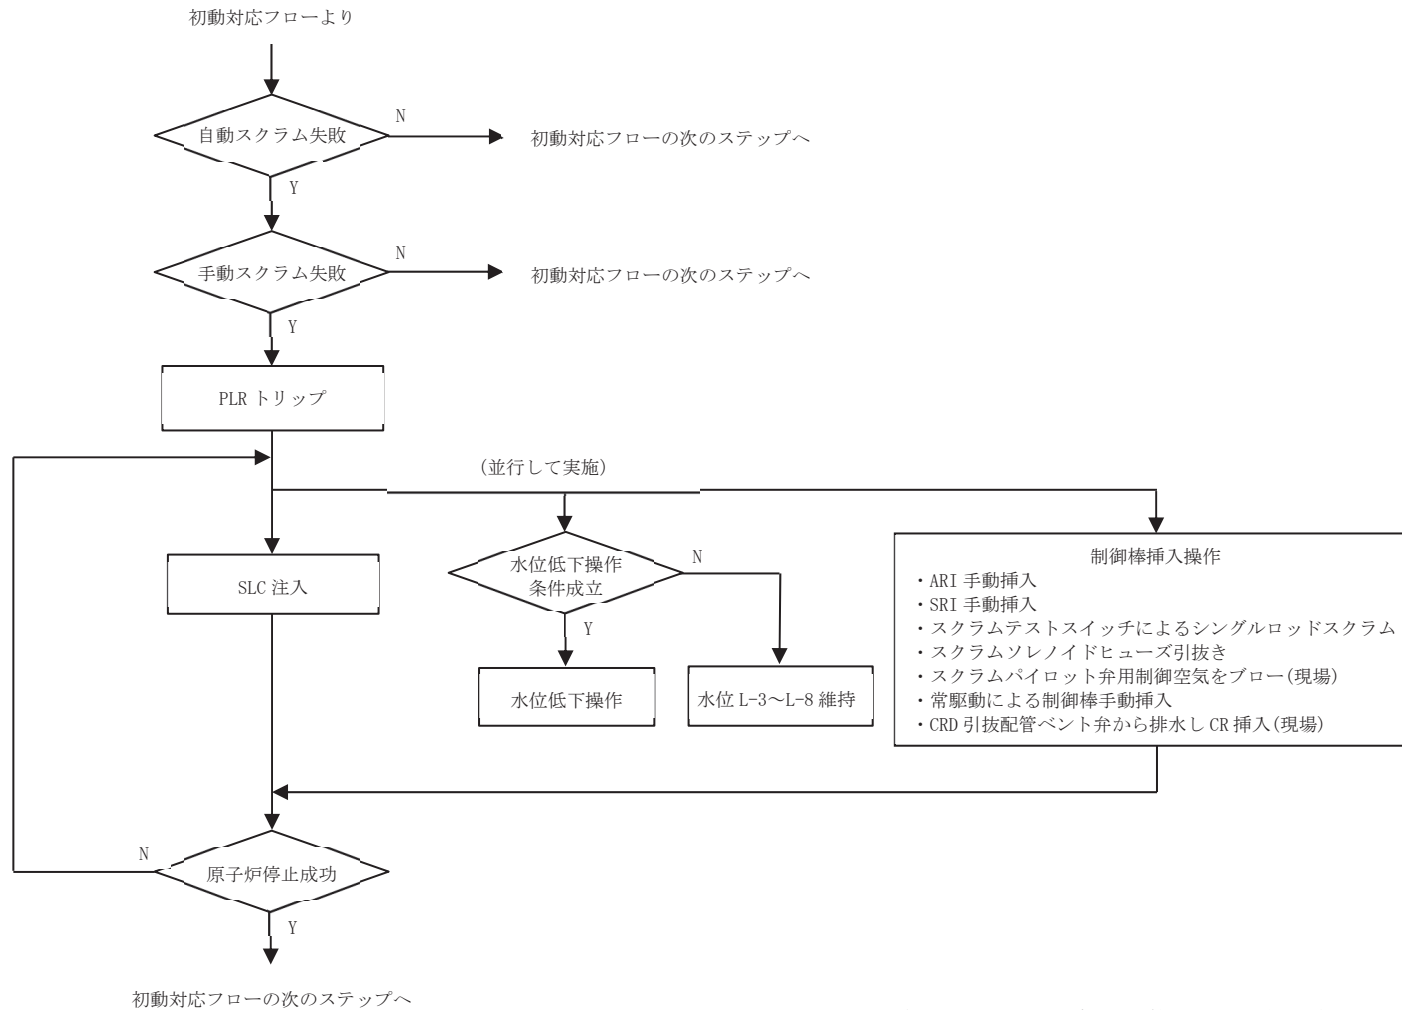 初動対応フローより
自動スクラム失敗
N
初動対応フローの次のステップへ
Y
手動スクラム失敗
N
初動対応フローの次のステップへ
Y
PLR トリップ
(並行して実施)
SLC 注入
水位低下操作
条件成立
N
Y
水位低下操作
水位 L-3～L-8 維持
制御棒挿入操作
・ARI 手動挿入
・SRI 手動挿入
・スクラムテストスイッチによるシングルロッドスクラム
・スクラムソレノイドヒューズ引抜き
・スクラムパイロット弁用制御空気をブロー(現場)
・常駆動による制御棒手動挿入
・CRD 引抜配管ベント弁から排水し CR 挿入(現場)
N
原子炉停止成功
Y
初動対応フローの次のステップへ